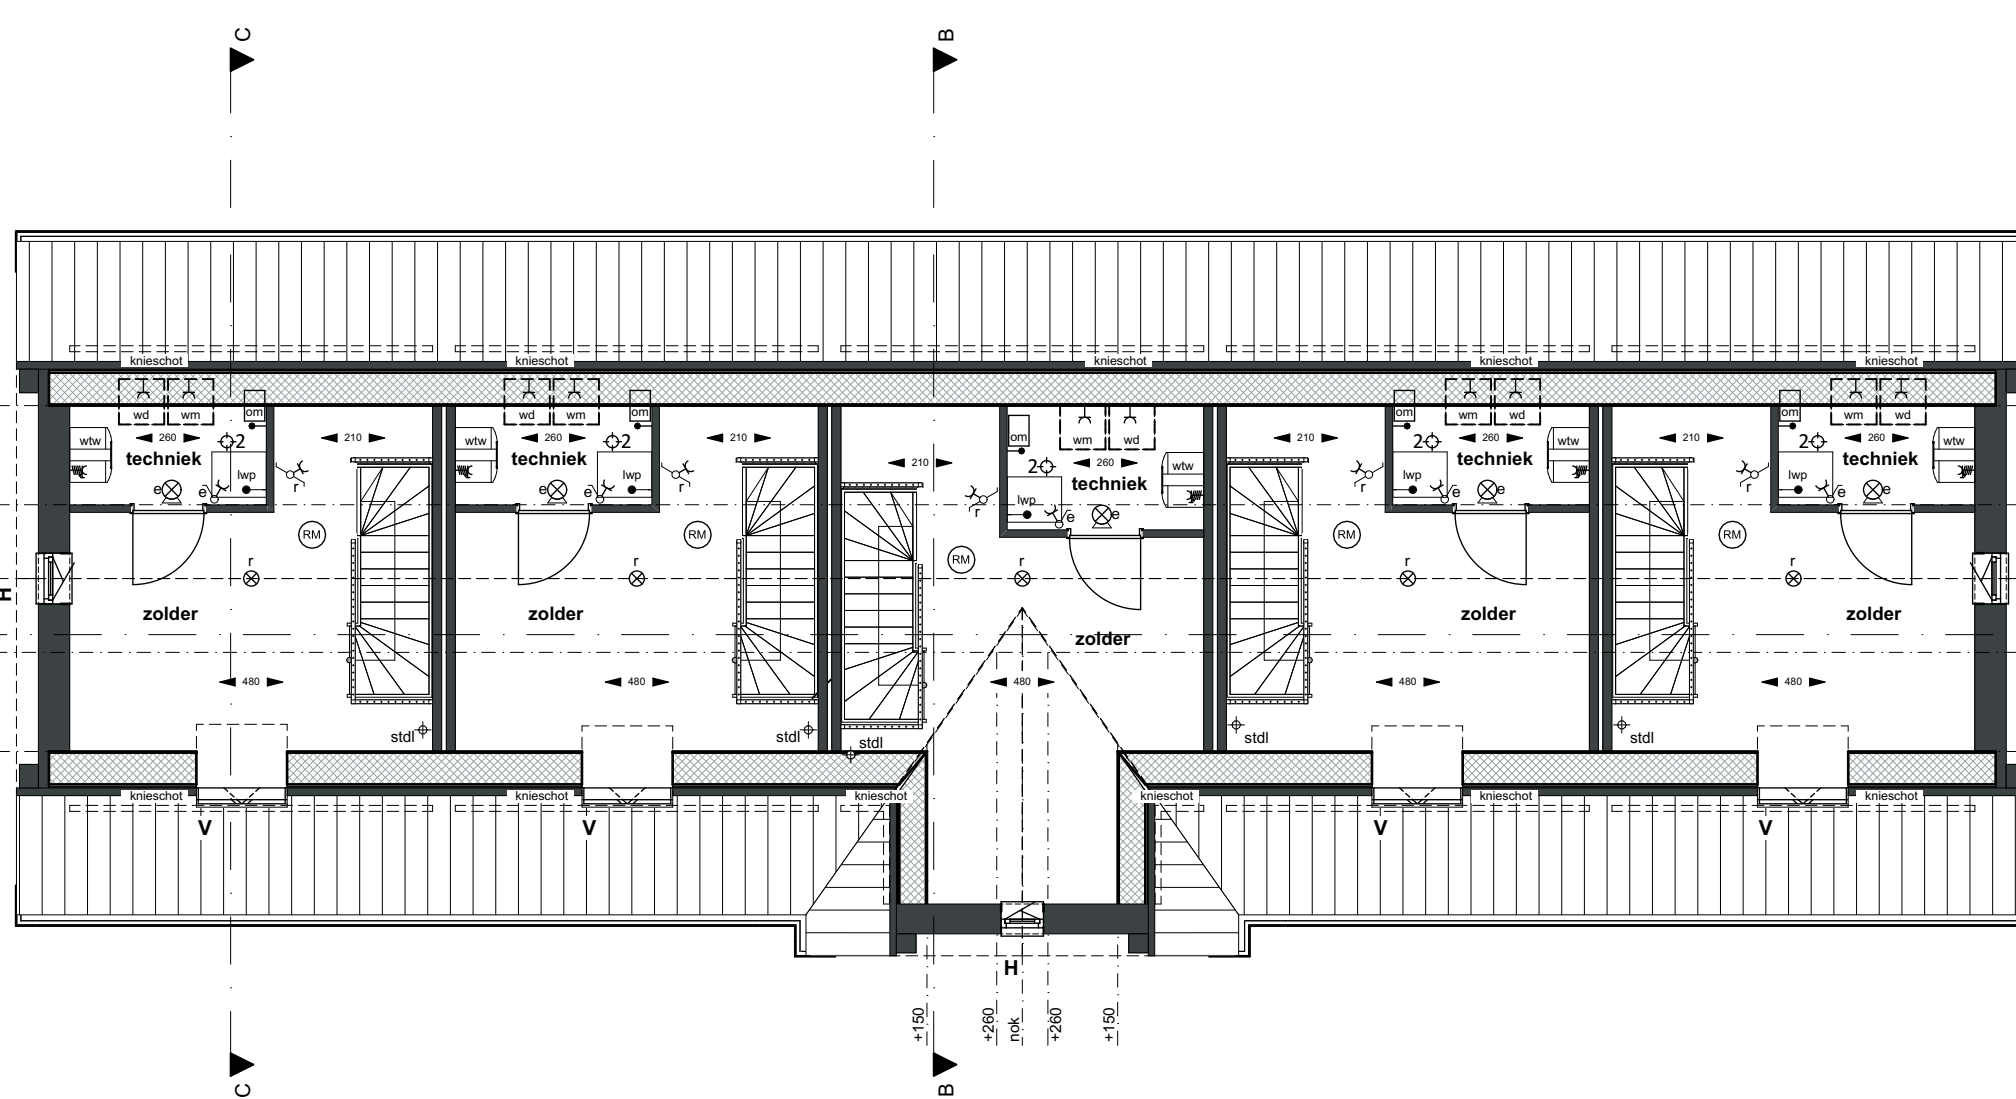 C
B
knieschot
knieschot
knieschot
knieschot
knieschot
wd wm om
wd wm om
om wm wd
om wm wd
om wm wd
wtw 260 2 210
wtw 260 2 210
210 2 260 wtw
210 2 260 wtw
210 2 260 wtw
techniek
techniek
techniek
techniek
techniek
lwp r
lwp r
r lwp
r lwp
r lwp
e e
e e
e e
e e
e e
RM
RM
RM
RM
RM
r
r
r
r
r
H
zolder
zolder
zolder
zolder
zolder
480
480
480
480
480
stdl
stdl
stdl
stdl
stdl
knieschot
knieschot
knieschot
knieschot
knieschot
knieschot
V
V
V
V
H
+150
+260
nok
+260
+150
C
B